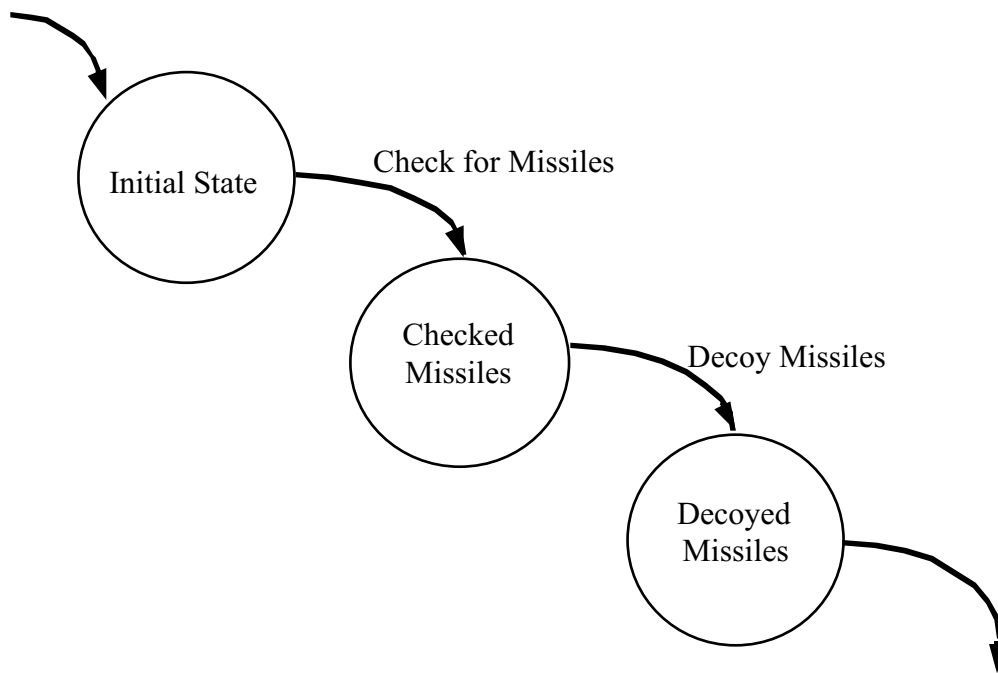 Check for Missiles
Initial State
Checked
Missiles
Decoy Missiles
Decoyed
Missiles